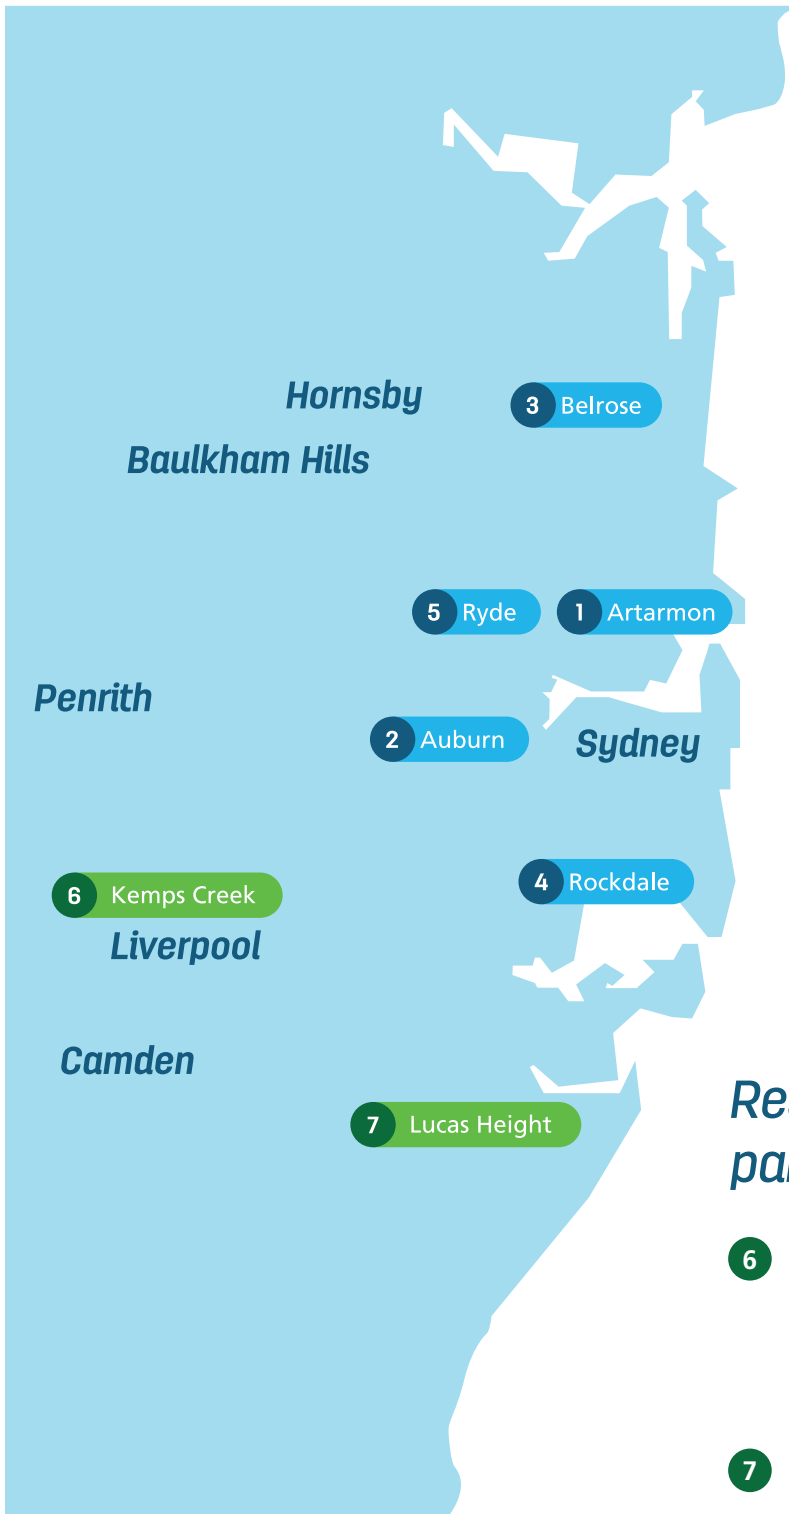 Hornsby
3 Belrose
Baulkham Hills
5 Ryde
1 Artarmon
Penrith
2 Auburn
Sydney
4 Rockdale
6 Kemps Creek
Liverpool
Camden
7 Lucas Height
6
7